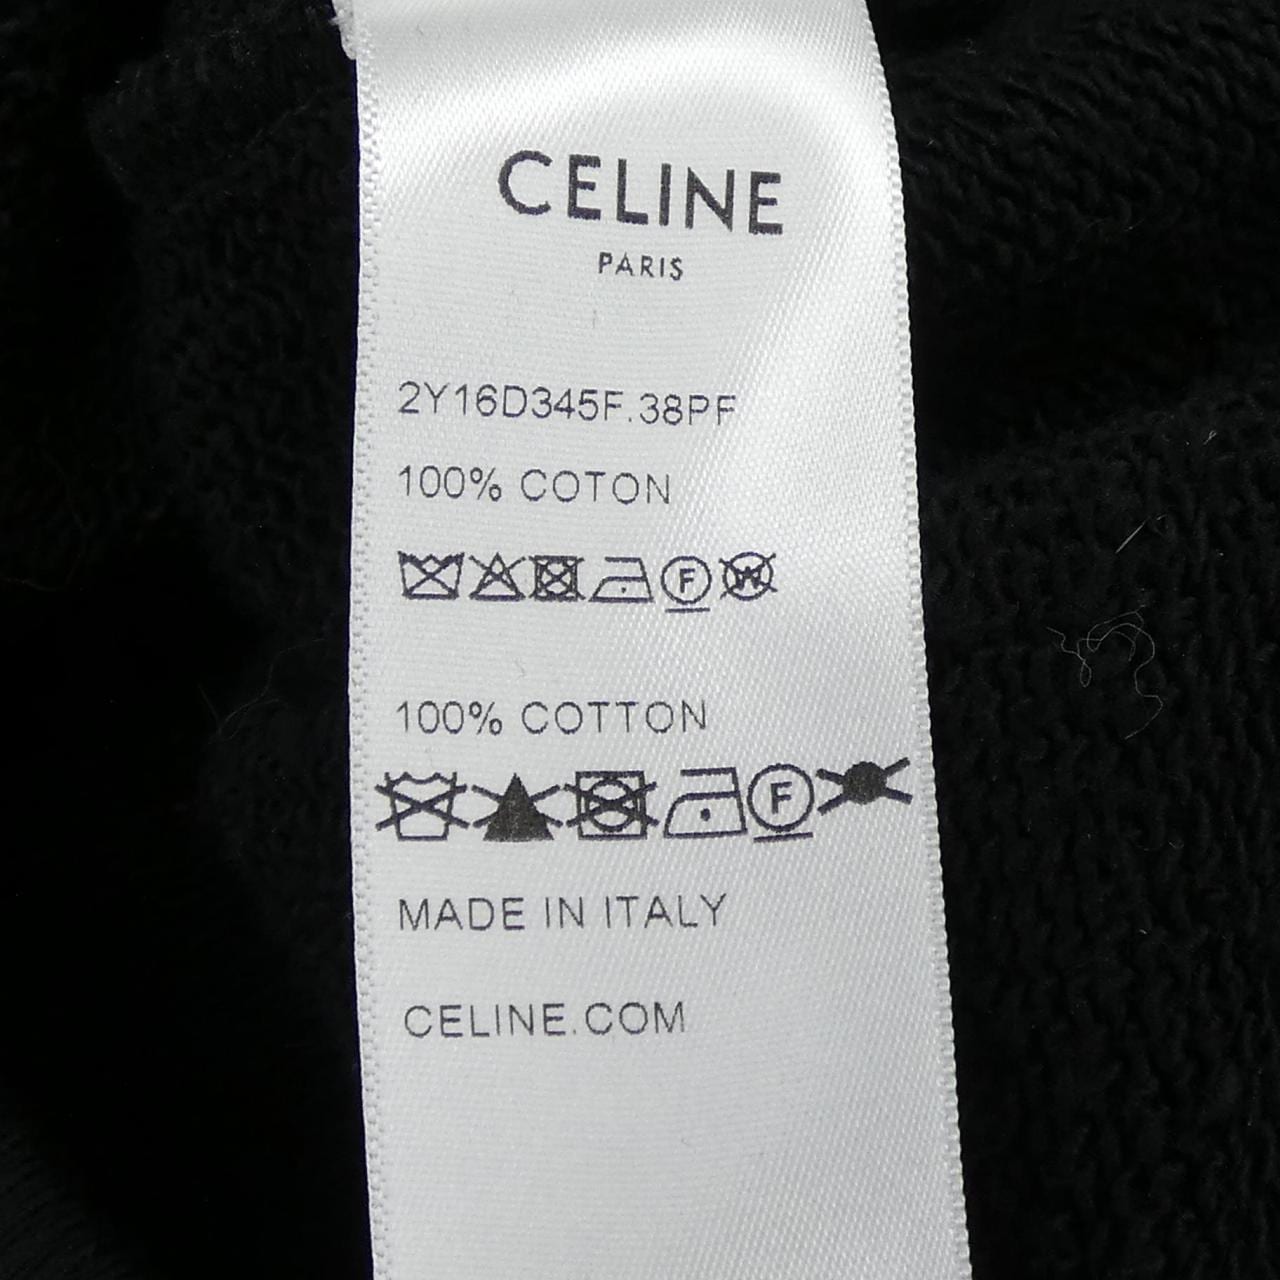 CELINE
PARIS
2Y16D345F.38PF
100% COTON
F W
100% COTTON
F
MADE IN ITALY
CELINE.COM